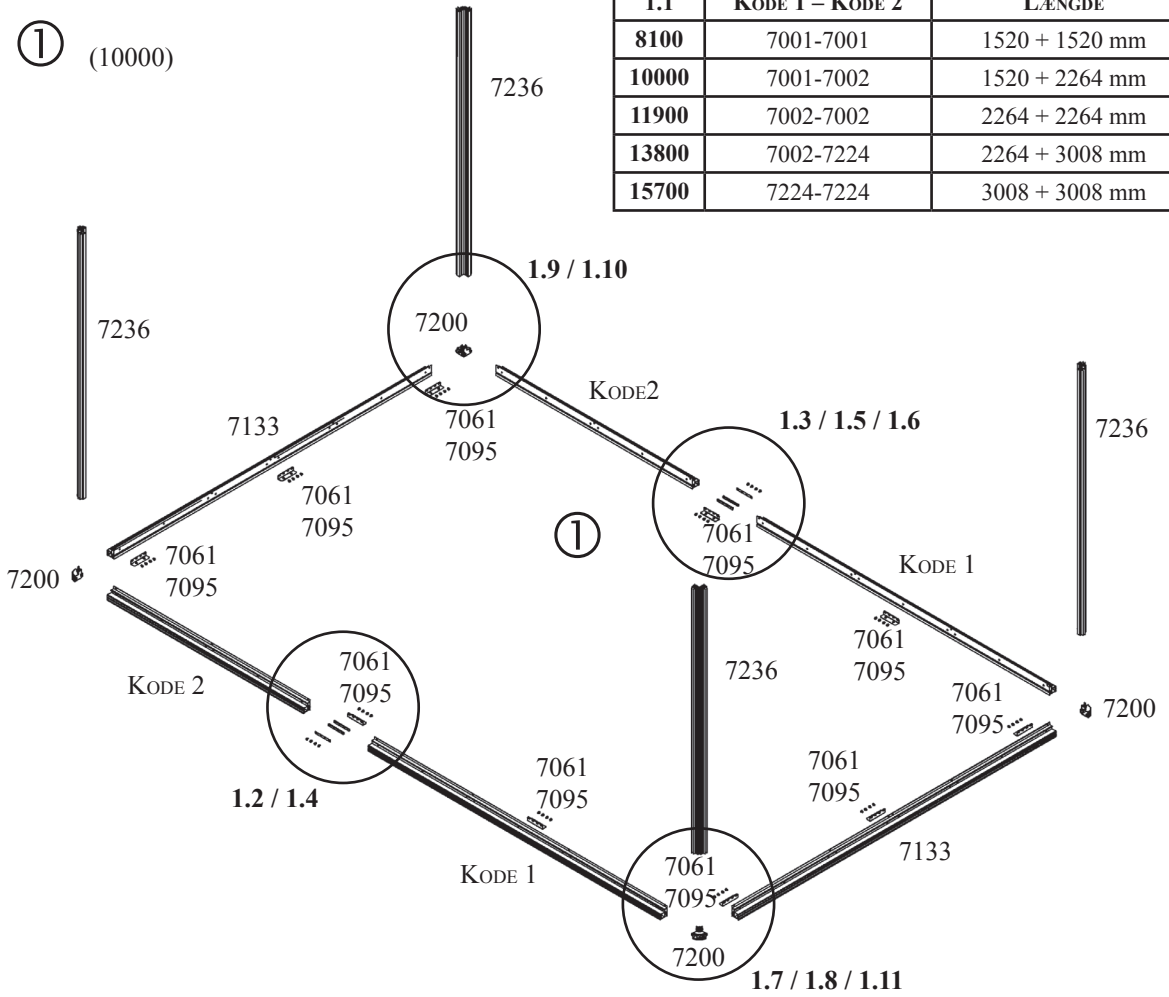 ①
(10000)
1.1 KODE 1 – KODE 2 LÆNGDE
8100 7001-7001 1520 + 1520 mm
10000 7001-7002 1520 + 2264 mm
11900 7002-7002 2264 + 2264 mm
13800 7002-7224 2264 + 3008 mm
15700 7224-7224 3008 + 3008 mm
7236
7236
1.9 / 1.10
7200
7061
7095
7133
KODE2
1.3 / 1.5 / 1.6
7236
7061
7095
7061
7095
7200
①
7061
7095
KODE 1
7061
7095
KODE 2
7061
7095
1.2 / 1.4
7236
7061
7095
7200
7061
7095
7061
7095
7133
KODE 1
7061
7095
7200
1.7 / 1.8 / 1.11